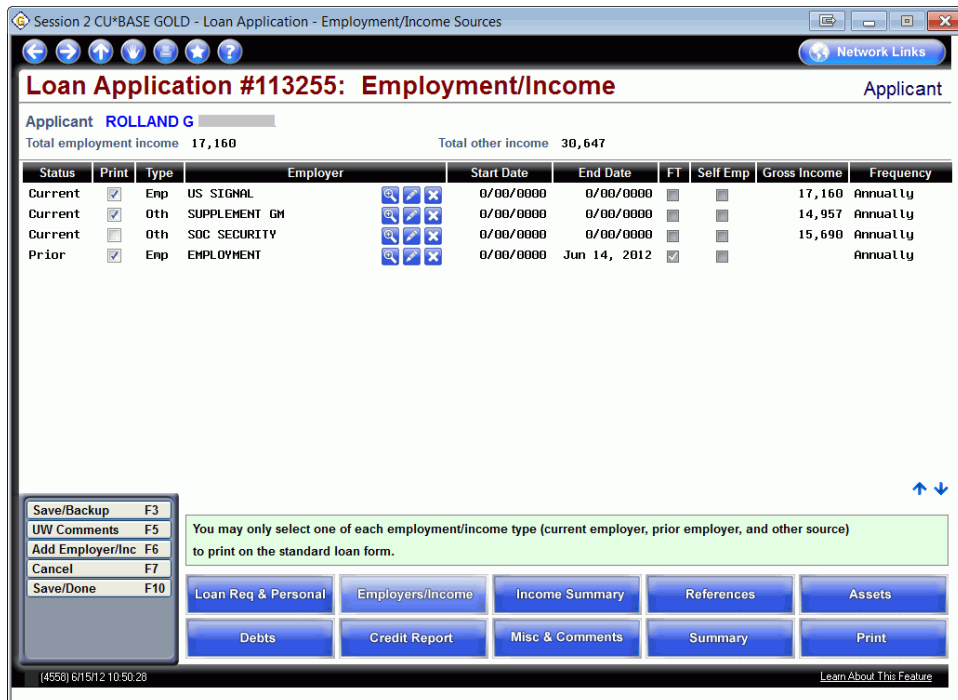 Session 2 CU*BASE GOLD - Loan Application - Employment/Income Sources
Network Links
Loan Application #113255: Employment/Income
Applicant
Applicant ROLLAND G
Total employment income 17,160 Total other income 30,647
Status Print Type Employer Start Date End Date FT Self Emp Gross Income Frequency
Current Emp US SIGNAL 0/00/0000 0/00/0000 17,160 Annually
Current Oth SUPPLEMENT GM 0/00/0000 0/00/0000 14,957 Annually
Current Oth SOC SECURITY 0/00/0000 0/00/0000 15,690 Annually
Prior Emp EMPLOYMENT 0/00/0000 Jun 14, 2012 Annually
Save/Backup F3
UW Comments F5
Add Employer/Inc F6
Cancel F7
Save/Done F10
You may only select one of each employment/income type (current employer, prior employer, and other source)
to print on the standard loan form.
Loan Req & Personal Employers/Income Income Summary References Assets
Debts Credit Report Misc & Comments Summary Print
(4558) 6/15/12 10:50:28 Learn About This Feature